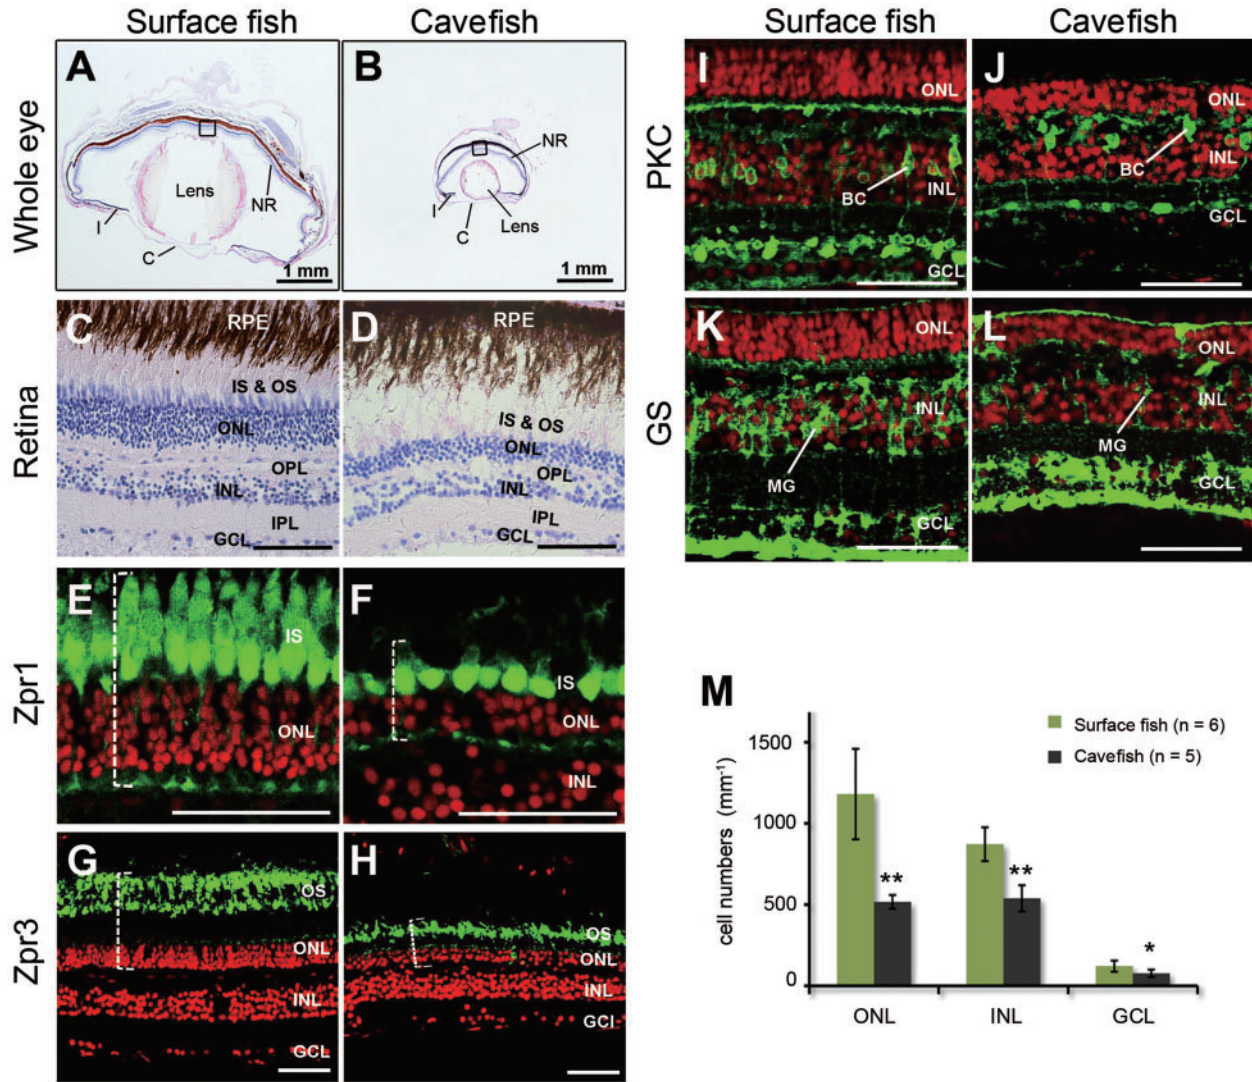 Surface fish
Cavefish
Whole eye
A
Lens
NR
I
C
1 mm
B
NR
I
C
Lens
1 mm
Retina
C
RPE
IS & OS
ONL
OPL
INL
IPL
GCL
D
RPE
IS & OS
ONL
OPL
INL
IPL
GCL
Zpr1
E
IS
ONL
F
IS
ONL
INL
Zpr3
G
OS
ONL
INL
GCL
H
OS
ONL
INL
GCl
Surface fish
Cavefish
PKC
I
ONL
BC
INL
GCL
J
ONL
BC
INL
GCL
GS
K
ONL
INL
MG
GCL
L
ONL
INL
MG
GCL
M
Surface fish (n = 6)
Cavefish (n = 5)
cell numbers (mm⁻¹)
1500
1000
500
0
**
**
*
ONL
INL
GCL